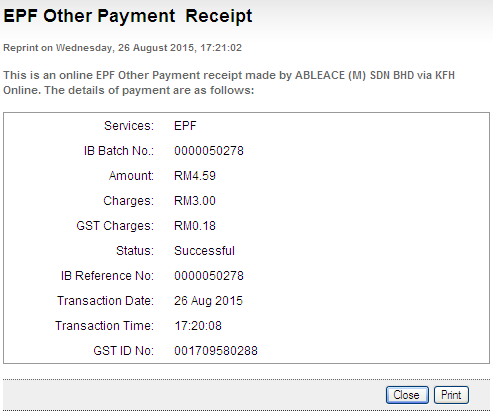 EPF Other Payment  Receipt
Reprint on Wednesday, 26 August 2015, 17:21:02
This is an online EPF Other Payment receipt made by ABLEACE (M) SDN BHD via KFH
Online. The details of payment are as follows:
Services: EPF
IB Batch No.: 0000050278
Amount: RM4.59
Charges: RM3.00
GST Charges: RM0.18
Status: Successful
IB Reference No: 0000050278
Transaction Date: 26 Aug 2015
Transaction Time: 17:20:08
GST ID No: 001709580288
Close Print